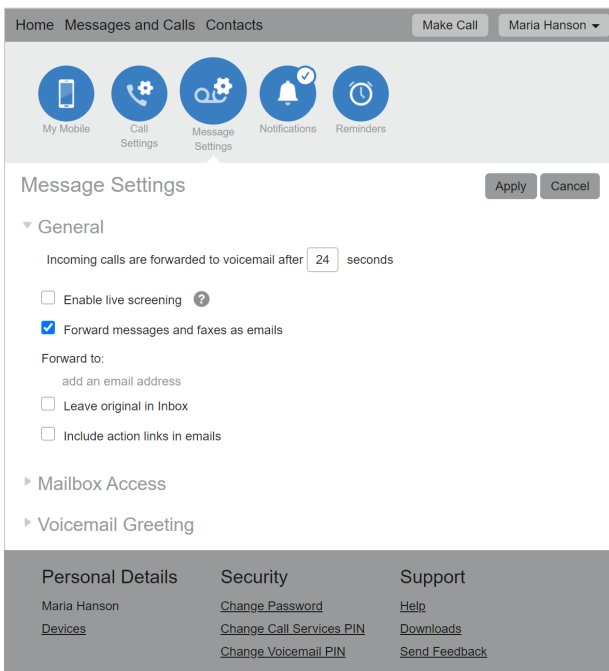 Home Messages and Calls Contacts Make Call Maria Hanson
My Mobile
Call
Settings
Message
Settings
Notifications
Reminders
Message Settings Apply Cancel
General
Incoming calls are forwarded to voicemail after 24 seconds
Enable live screening ?
Forward messages and faxes as emails
Forward to:
add an email address
Leave original in Inbox
Include action links in emails
Mailbox Access
Voicemail Greeting
Personal Details Security Support
Maria Hanson Change Password Help
Devices Change Call Services PIN Downloads
Change Voicemail PIN Send Feedback